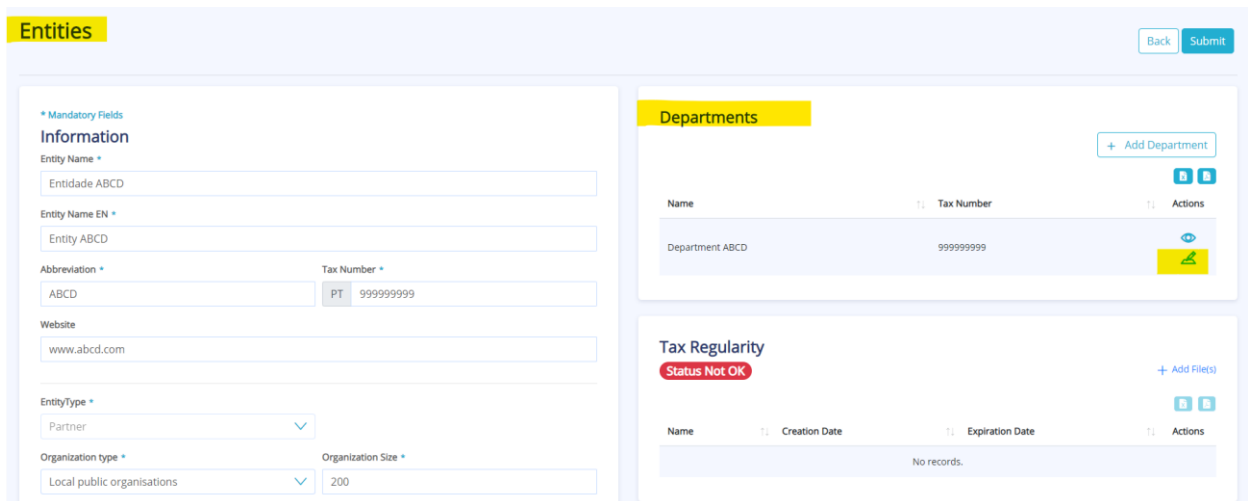 Entities
Back Submit
* Mandatory Fields
Information
Entity Name *
Entidade ABCD
Entity Name EN *
Entity ABCD
Abbreviation * Tax Number *
ABCD PT 999999999
Website
www.abcd.com
EntityType *
Partner
Organization type * Organization Size *
Local public organisations 200
Departments
+ Add Department
Name Tax Number Actions
Department ABCD 999999999
Tax Regularity
Status Not OK
+ Add File(s)
Name Creation Date Expiration Date Actions
No records.